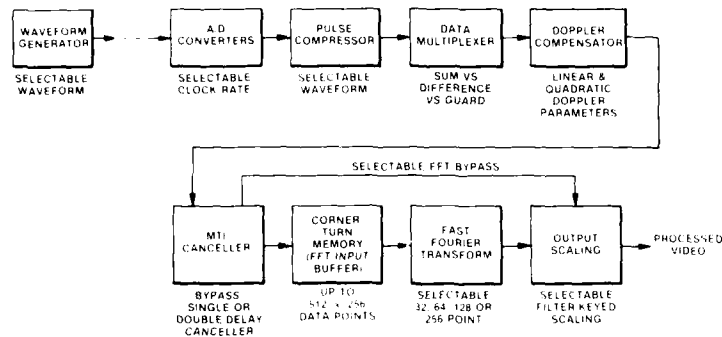 WAVEFORM
GENERATOR
SELECTABLE
WAVEFORM
A/D
CONVERTERS
SELECTABLE
CLOCK RATE
PULSE
COMPRESSOR
SELECTABLE
WAVEFORM
DATA
MULTIPLEXER
SUM VS
DIFFERENCE
VS GUARD
DOPPLER
COMPENSATOR
LINEAR &
QUADRATIC
DOPPLER
PARAMETERS
SELECTABLE FFT BYPASS
MTI
CANCELLER
BYPASS
SINGLE OR
DOUBLE DELAY
CANCELLER
CORNER
TURN
MEMORY
(FFT INPUT
BUFFER)
UP TO
512 x 256
DATA POINTS
FAST
FOURIER
TRANSFORM
SELECTABLE
32, 64, 128 OR
256 POINT
OUTPUT
SCALING
SELECTABLE
FILTER KEYED
SCALING
PROCESSED
VIDEO